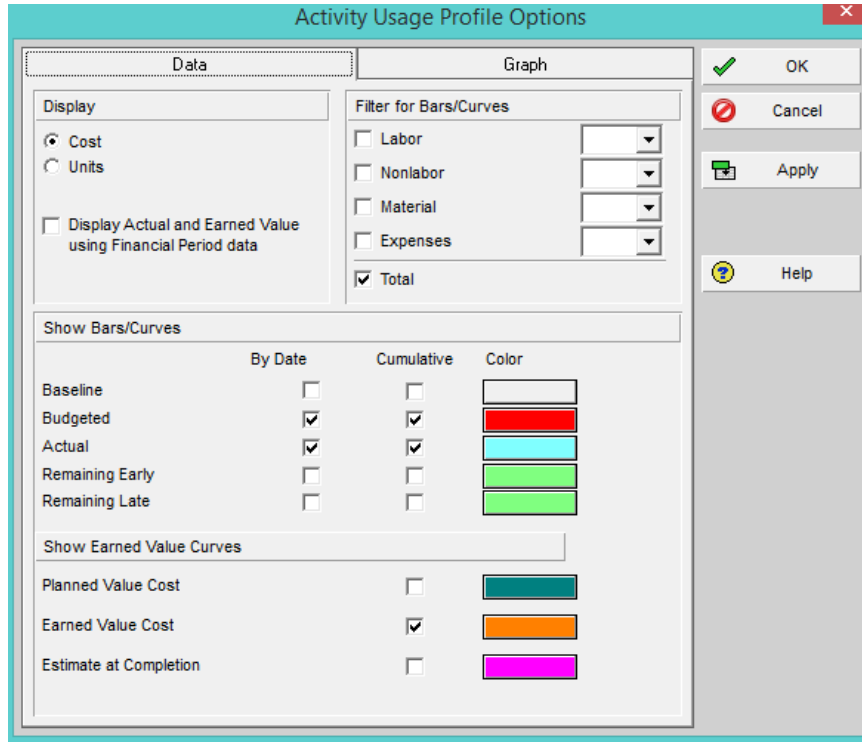 Activity Usage Profile Options
Data
Graph
OK
Cancel
Apply
Help
Display
Cost
Units
Display Actual and Earned Value
using Financial Period data
Filter for Bars/Curves
Labor
Nonlabor
Material
Expenses
Total
Show Bars/Curves
By Date Cumulative Color
Baseline
Budgeted
Actual
Remaining Early
Remaining Late
Show Earned Value Curves
Planned Value Cost
Earned Value Cost
Estimate at Completion